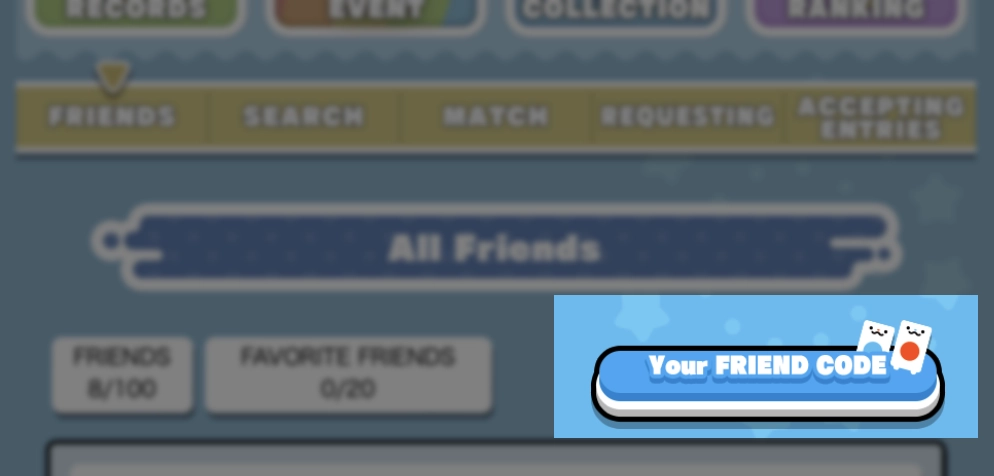 RECORDS
EVENT
COLLECTION
RANKING
FRIENDS
SEARCH
MATCH
REQUESTING
ACCEPTING
ENTRIES
All Friends
FRIENDS
8/100
FAVORITE FRIENDS
0/20
Your FRIEND CODE